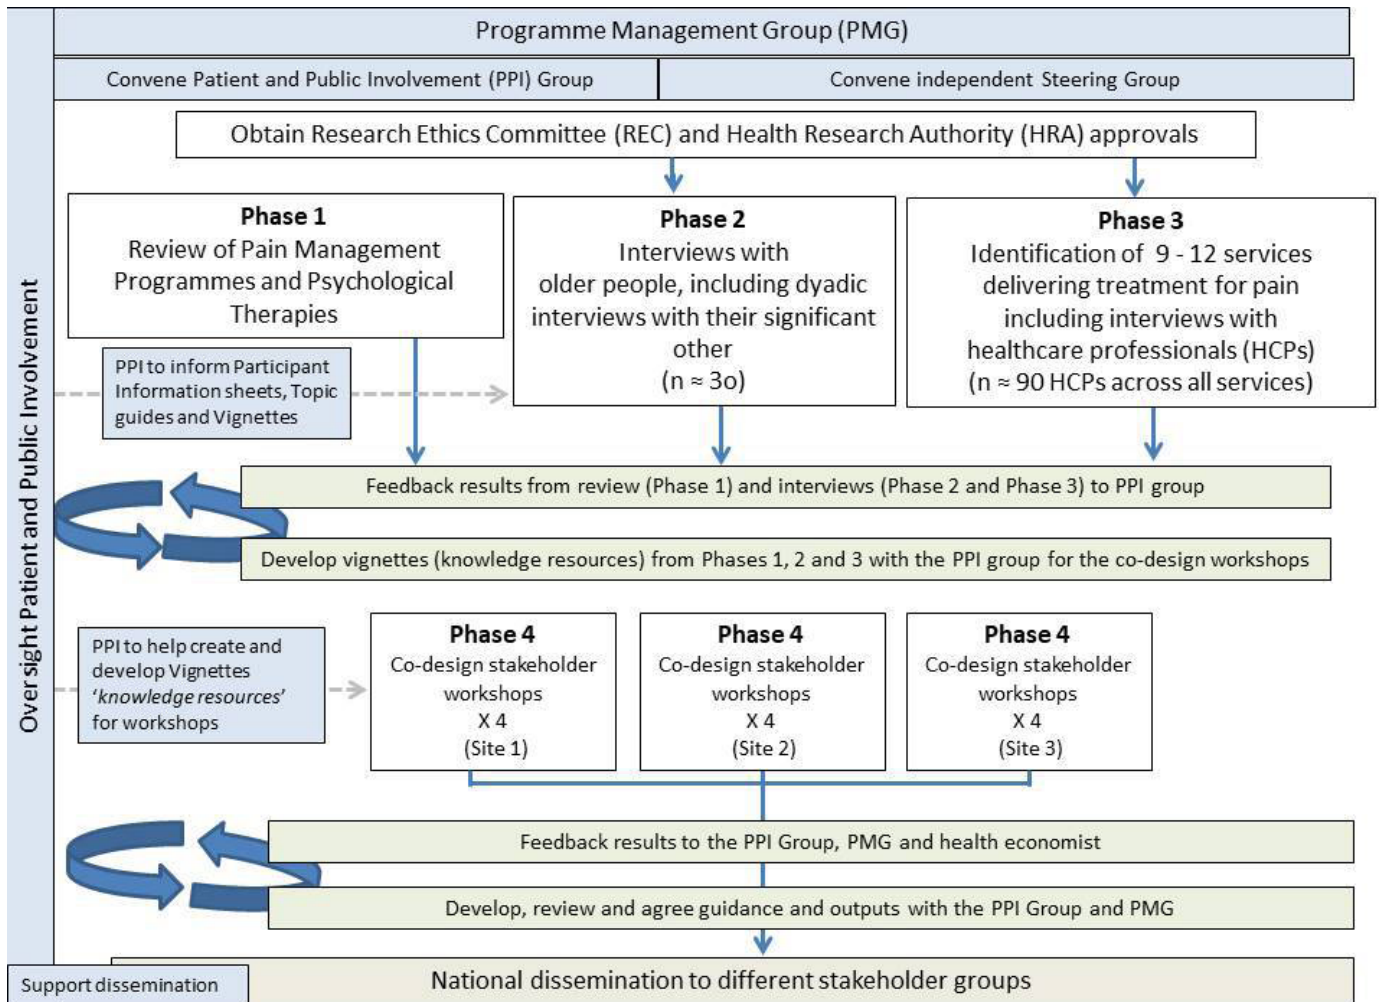 Programme Management Group (PMG)
Convene Patient and Public Involvement (PPI) Group
Convene independent Steering Group
Obtain Research Ethics Committee (REC) and Health Research Authority (HRA) approvals
Oversight Patient and Public Involvement
Phase 1
Review of Pain Management
Programmes and Psychological
Therapies
Phase 2
Interviews with
older people, including dyadic
interviews with their significant
other
(n ≈ 3o)
Phase 3
Identification of 9 - 12 services
delivering treatment for pain
including interviews with
healthcare professionals (HCPs)
(n ≈ 90 HCPs across all services)
PPI to inform Participant
Information sheets, Topic
guides and Vignettes
Feedback results from review (Phase 1) and interviews (Phase 2 and Phase 3) to PPI group
Develop vignettes (knowledge resources) from Phases 1, 2 and 3 with the PPI group for the co-design workshops
PPI to help create and
develop Vignettes
‘knowledge resources’
for workshops
Phase 4
Co-design stakeholder
workshops
X 4
(Site 1)
Phase 4
Co-design stakeholder
workshops
X 4
(Site 2)
Phase 4
Co-design stakeholder
workshops
X 4
(Site 3)
Feedback results to the PPI Group, PMG and health economist
Develop, review and agree guidance and outputs with the PPI Group and PMG
Support dissemination
National dissemination to different stakeholder groups